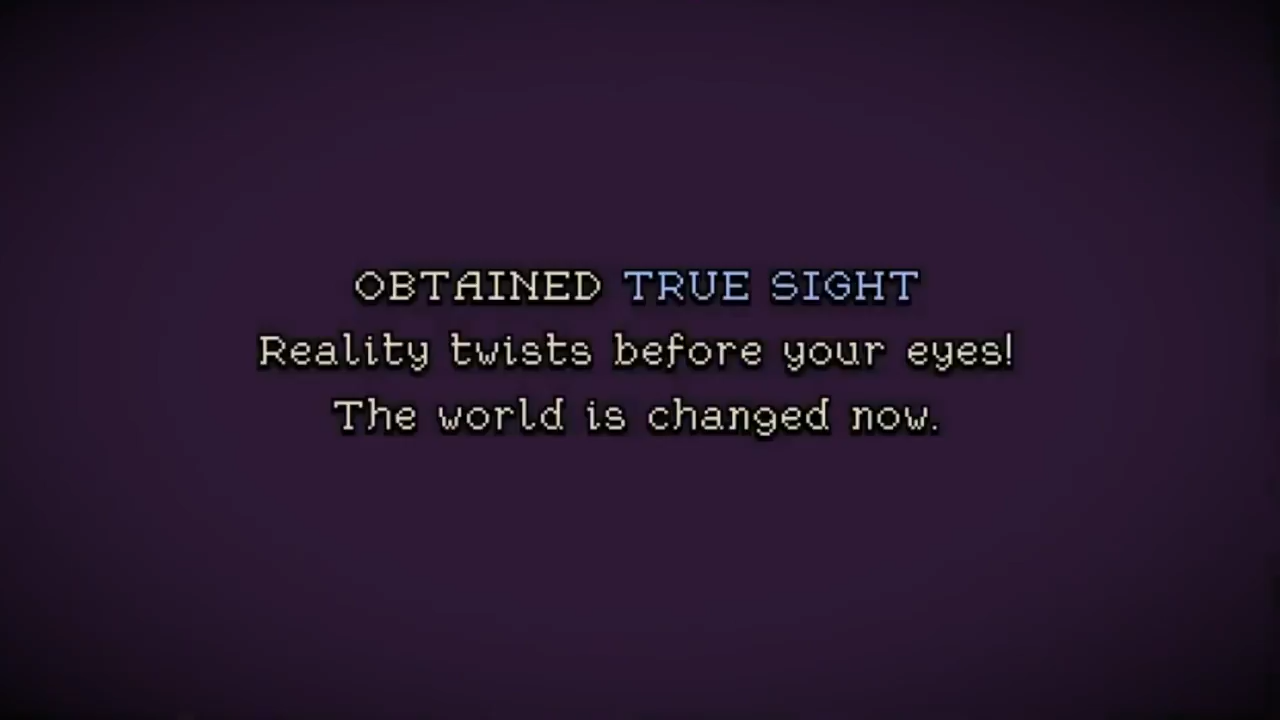 OBTAINED TRUE SIGHT
Reality twists before your eyes!
The world is changed now.